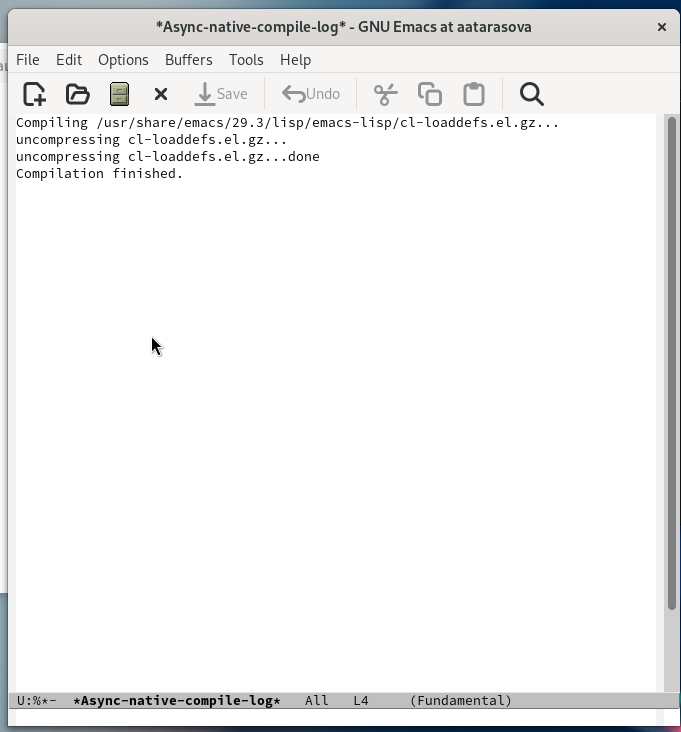 *Async-native-compile-log* - GNU Emacs at aatarasova
File Edit Options Buffers Tools Help
Save Undo
Compiling /usr/share/emacs/29.3/lisp/emacs-lisp/cl-loaddefs.el.gz...
uncompressing cl-loaddefs.el.gz...
uncompressing cl-loaddefs.el.gz...done
Compilation finished.
U:%*- *Async-native-compile-log* All L4 (Fundamental)